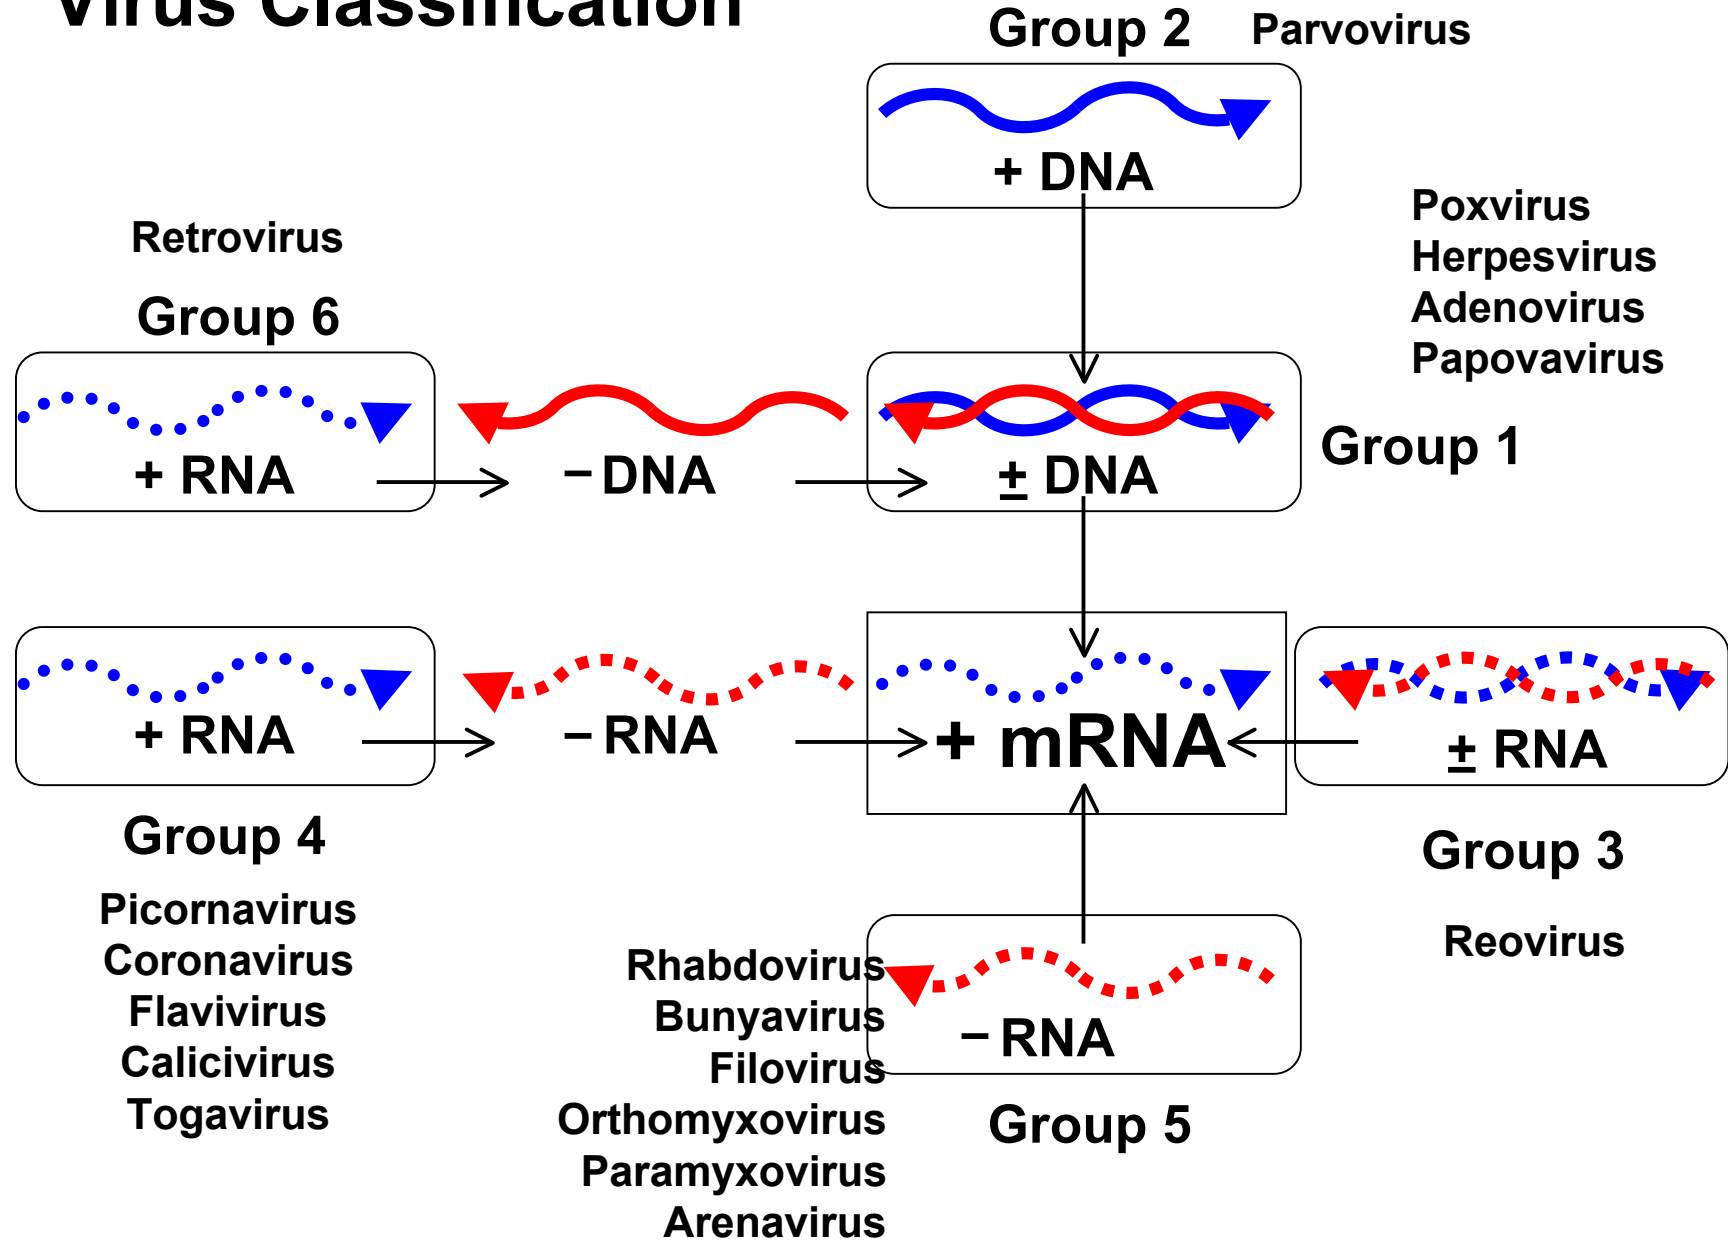 Virus Classification
Group 2
Parvovirus
+ DNA
Poxvirus
Herpesvirus
Adenovirus
Papovavirus
Retrovirus
Group 6
+ RNA
– DNA
± DNA
Group 1
+ RNA
– RNA
+ mRNA
± RNA
Group 4
Group 3
Picornavirus
Coronavirus
Flavivirus
Calicivirus
Togavirus
Reovirus
Rhabdovirus
Bunyavirus
Filovirus
Orthomyxovirus
Paramyxovirus
Arenavirus
– RNA
Group 5